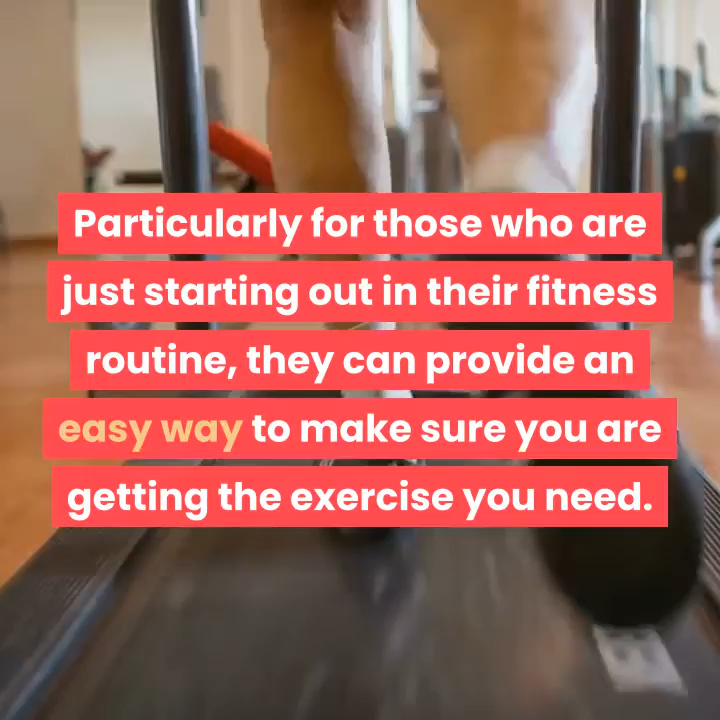 Particularly for those who are
just starting out in their fitness
routine, they can provide an
easy way to make sure you are
getting the exercise you need.